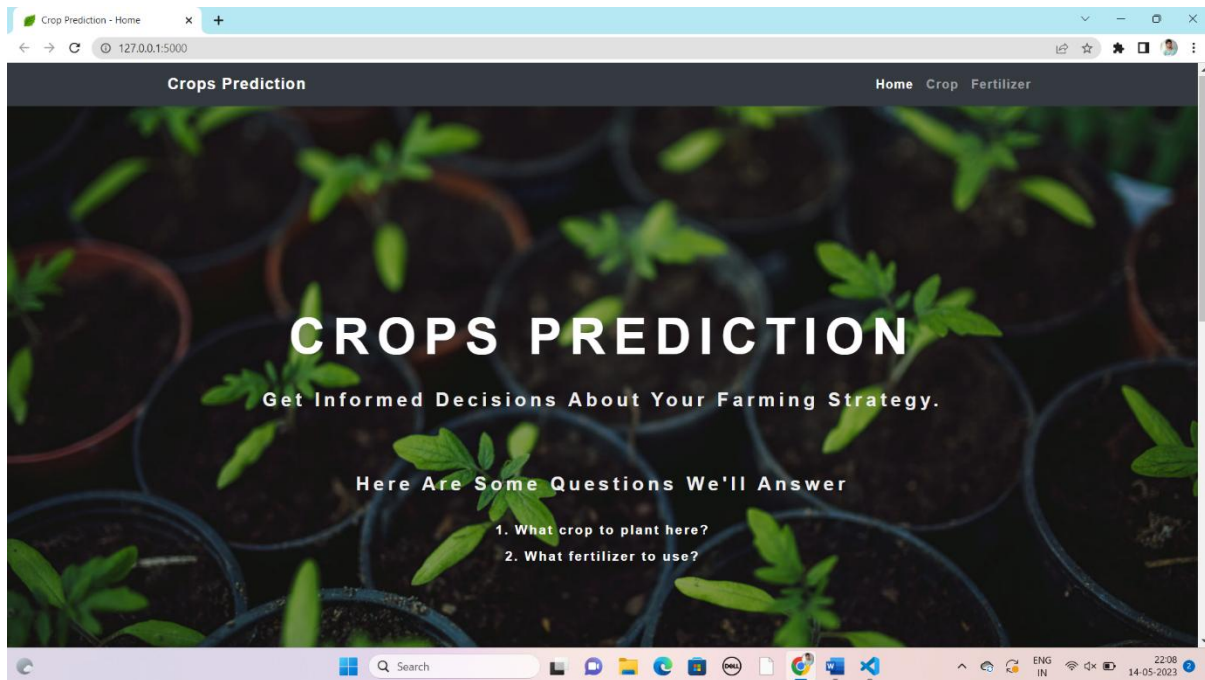 Crop Prediction - Home
127.0.0.1:5000
Crops Prediction
Home Crop Fertilizer
CROPS PREDICTION
Get Informed Decisions About Your Farming Strategy.
Here Are Some Questions We'll Answer
1. What crop to plant here?
2. What fertilizer to use?
Search
DELL
ENG
IN
22:08
14-05-2023
2